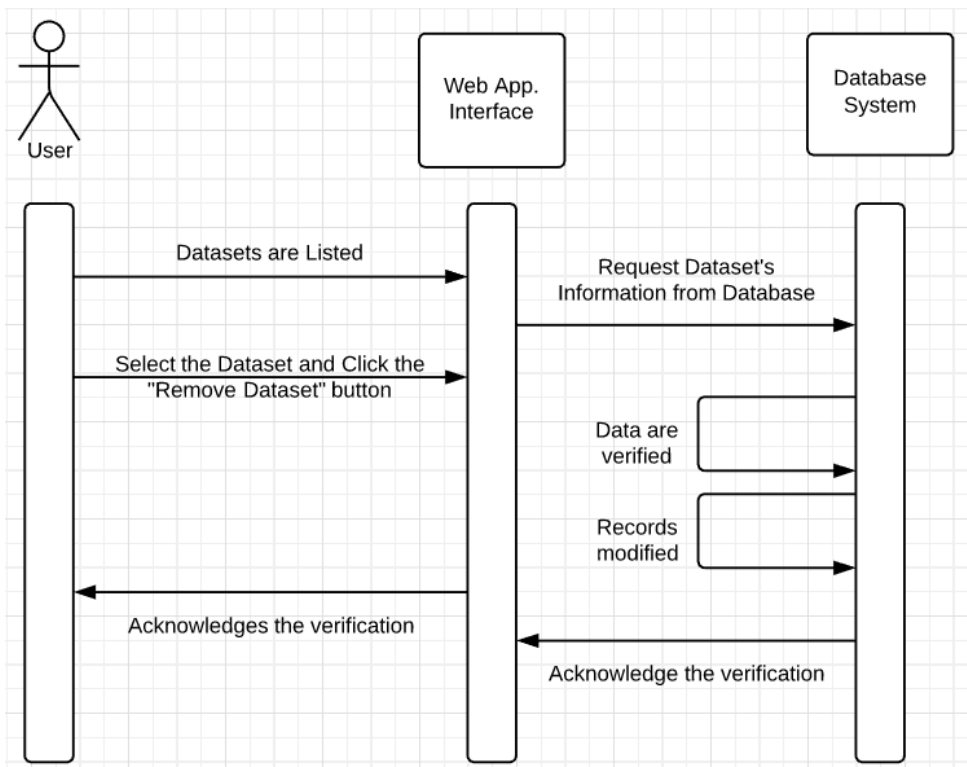 User
Web App.
Interface
Database
System
Datasets are Listed
Request Dataset's
Information from Database
Select the Dataset and Click the
"Remove Dataset" button
Data are
verified
Records
modified
Acknowledges the verification
Acknowledge the verification